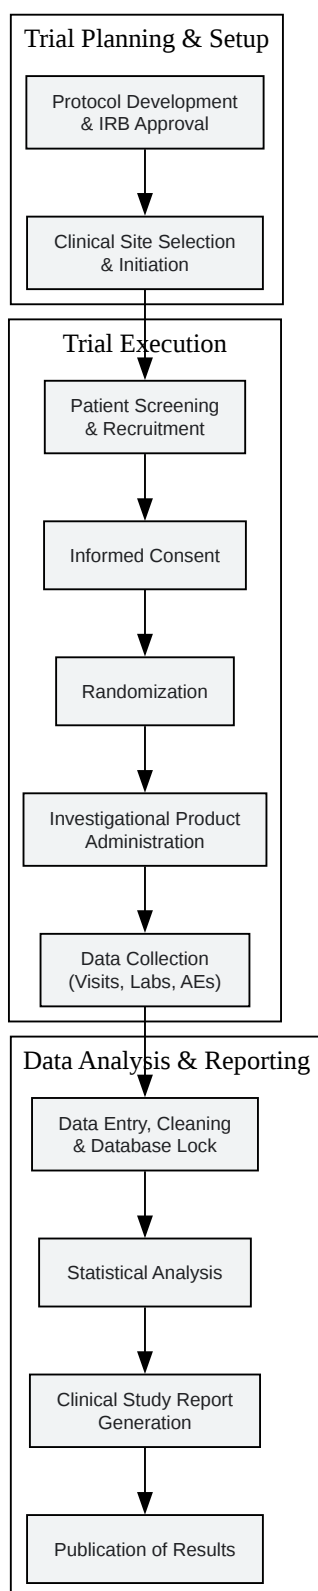 Trial Planning & Setup
Protocol Development
& IRB Approval
Clinical Site Selection
& Initiation
Trial Execution
Patient Screening
& Recruitment
Informed Consent
Randomization
Investigational Product
Administration
Data Collection
(Visits, Labs, AEs)
Data Analysis & Reporting
Data Entry, Cleaning
& Database Lock
Statistical Analysis
Clinical Study Report
Generation
Publication of Results